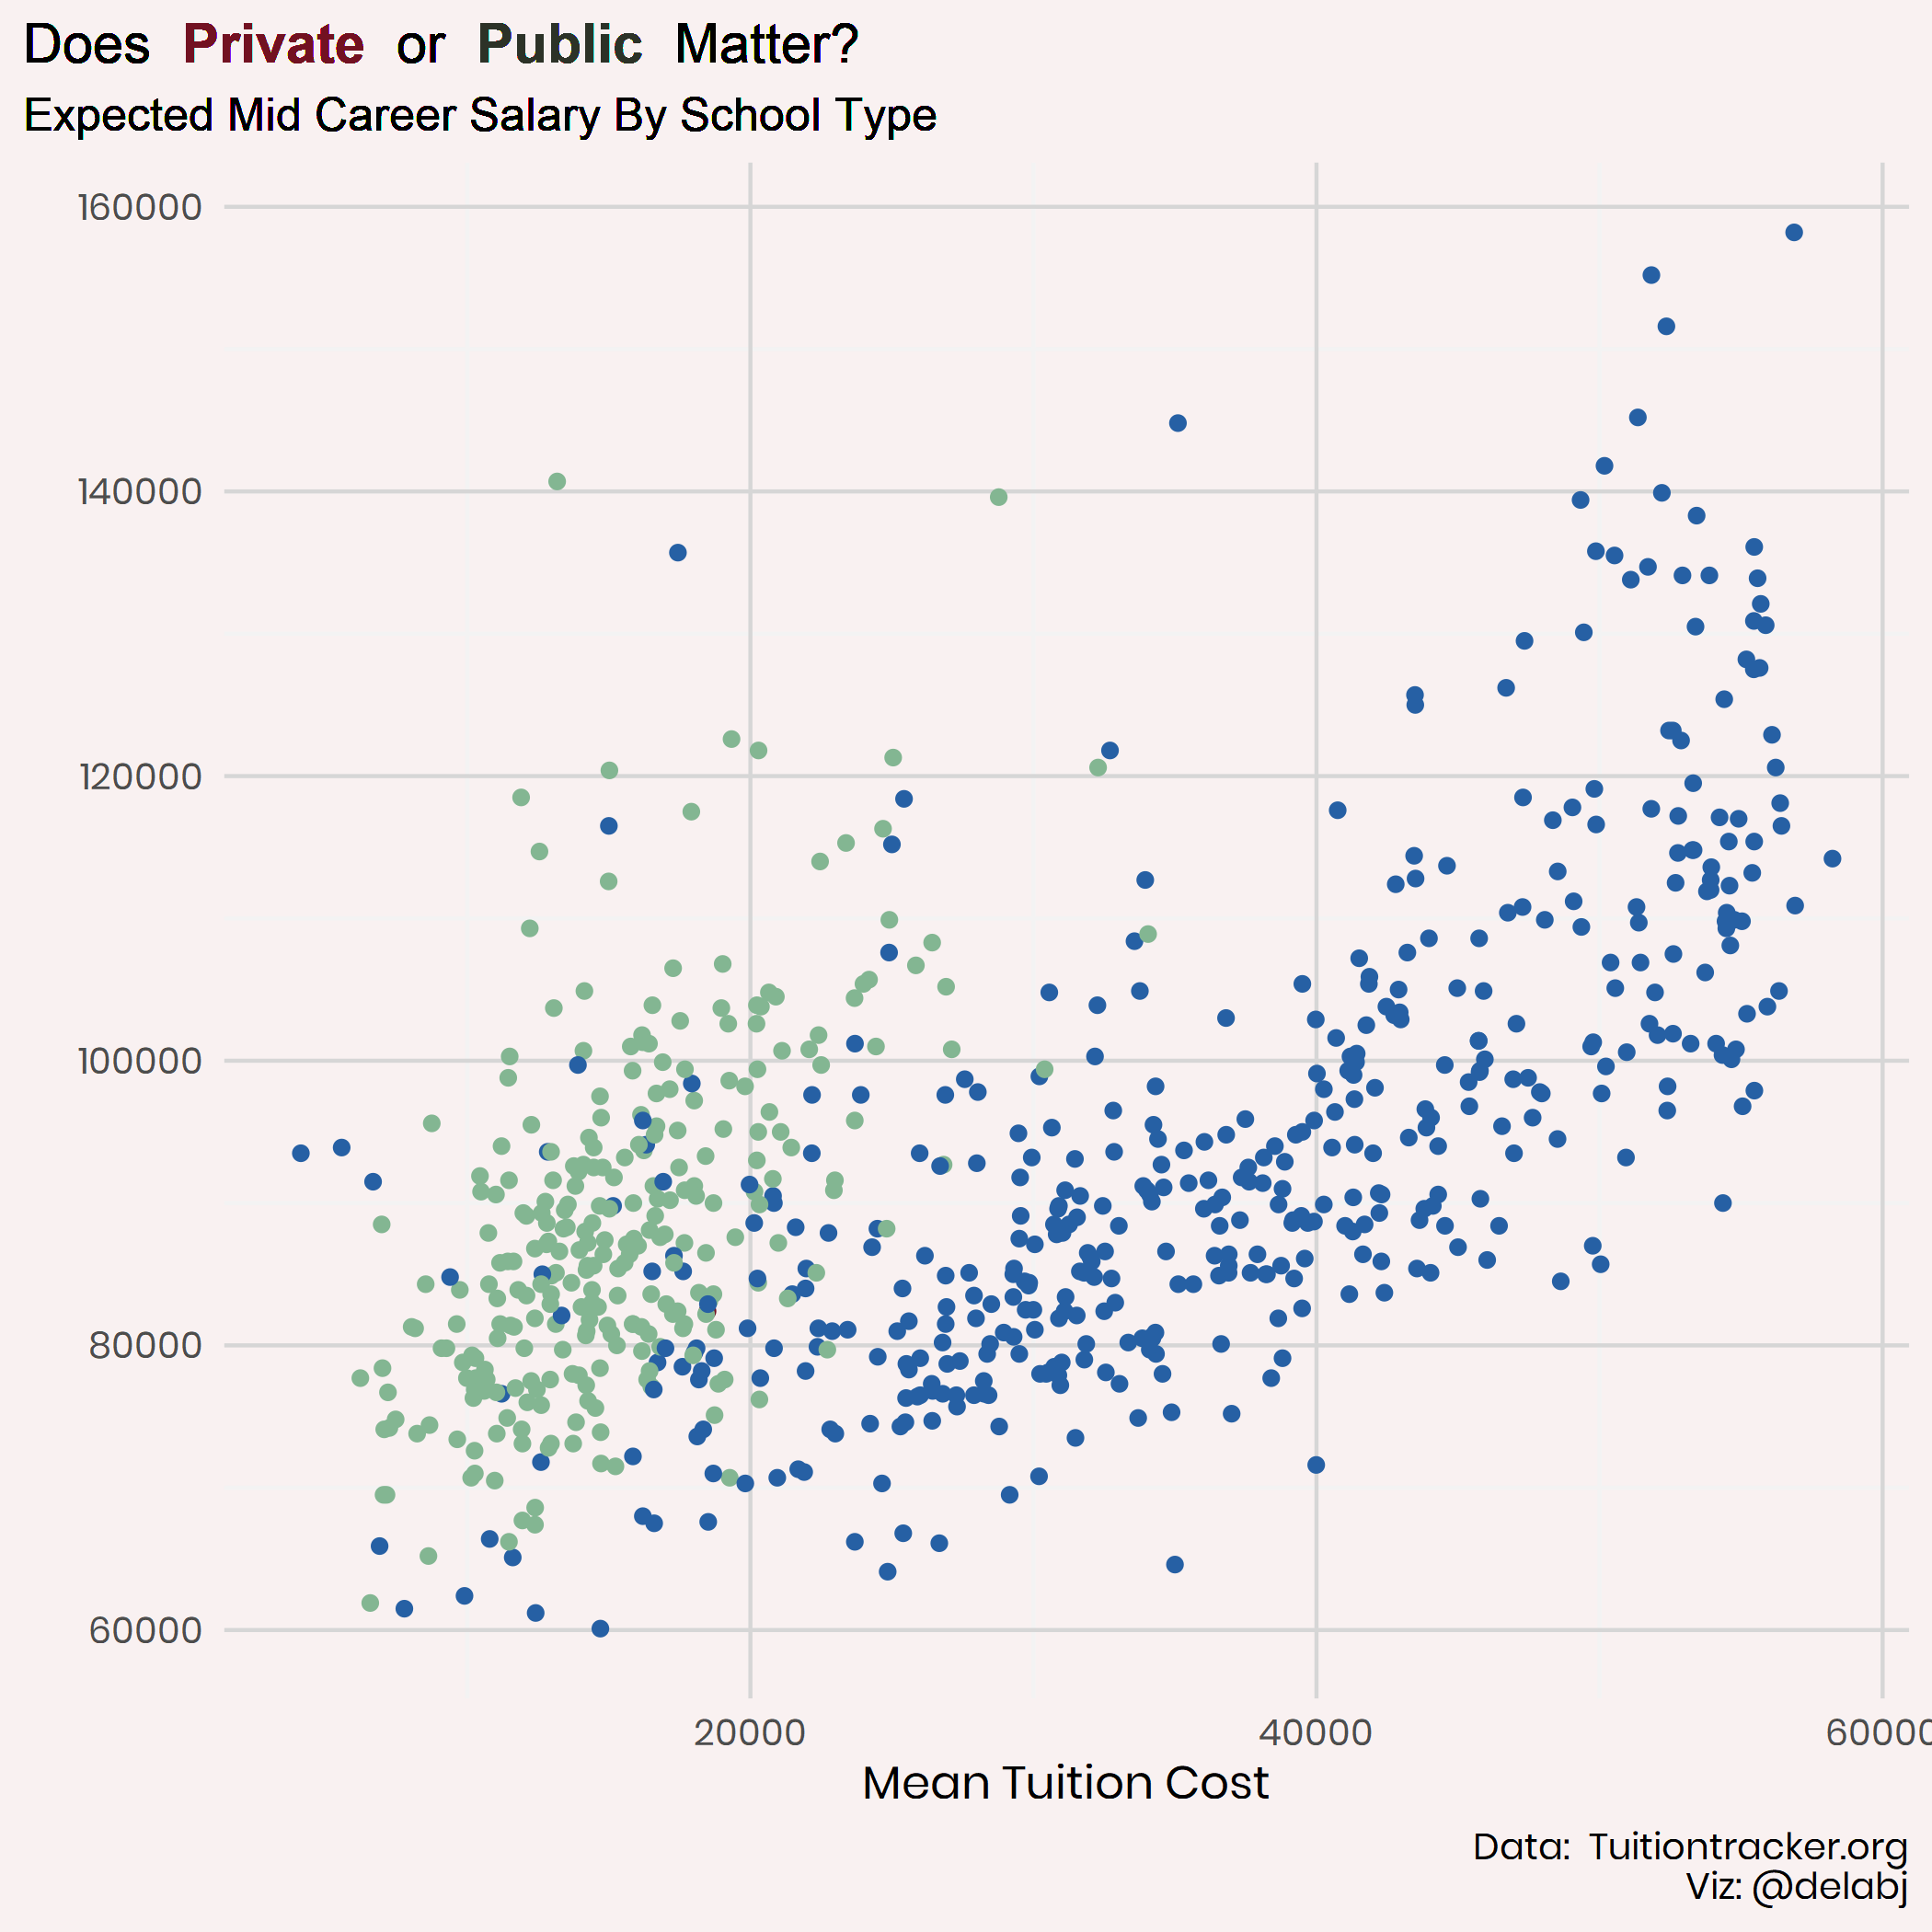 Does Private or Public Matter?
Expected Mid Career Salary By School Type
160000
140000
120000
100000
80000
60000
20000 40000 6000
Mean Tuition Cost
Data: Tuitiontracker.org
Viz: @delabj